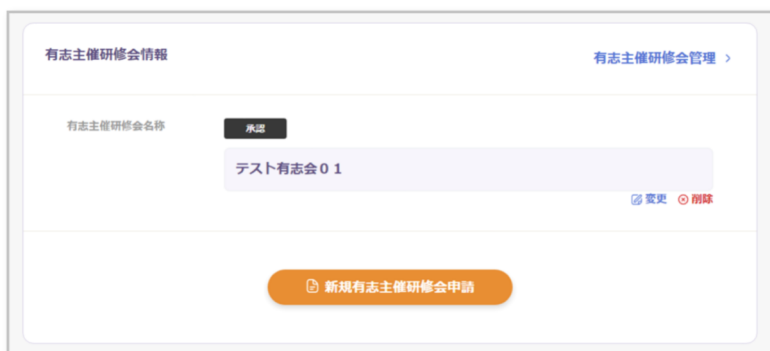 有志主催研修会情報
有志主催研修会管理 >
有志主催研修会名称
承認
テスト有志会０１
変更 削除
新規有志主催研修会申請